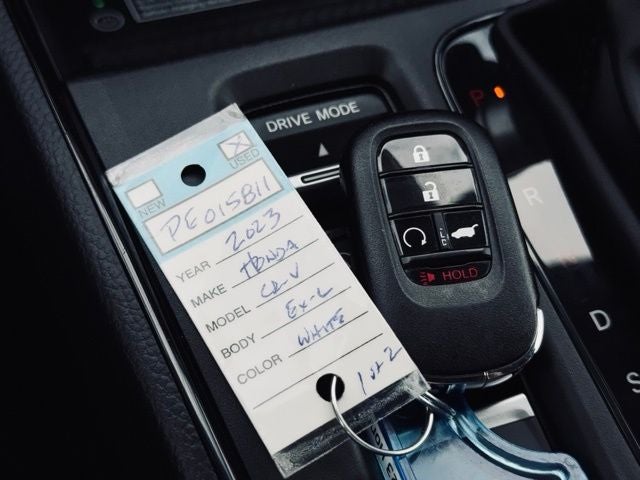 DRIVE MODE
NEW
USED
PE015811
YEAR 2023
MAKE HONDA
MODEL CR-V
BODY EX-L
COLOR WHITE
1 of 2
HOLD
P
R
D
S